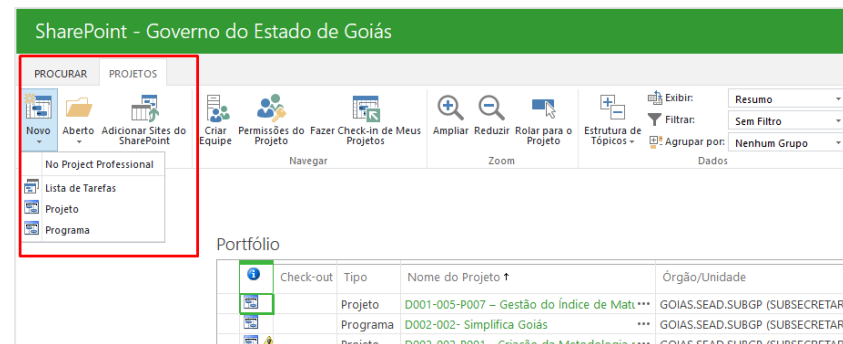 SharePoint - Governo do Estado de Goiás
PROCURAR PROJETOS
Novo Aberto Adicionar Sites do SharePoint
Criar Equipe Permissões do Projeto Fazer Check-in de Meus Projetos
Ampliar Reduzir Rolar para o Projeto
Estrutura de Tópicos
Exibir: Resumo
Filtrar: Sem Filtro
Agrupar por: Nenhum Grupo
Navegar Zoom Dados
No Project Professional
Lista de Tarefas
Projeto
Programa
Portfólio
Check-out Tipo Nome do Projeto Órgão/Unidade
Projeto D001-005-P007 – Gestão do Índice de Matu ··· GOIAS.SEAD.SUBGP (SUBSECRETAR
Programa D002-002- Simplifica Goiás ··· GOIAS.SEAD.SUBGP (SUBSECRETAR